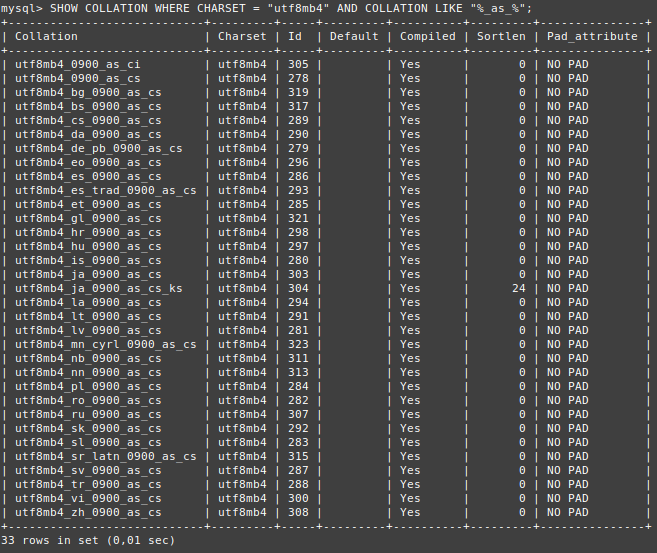 mysql> SHOW COLLATION WHERE CHARSET = "utf8mb4" AND COLLATION LIKE "%_as_%";
+----------------------------+---------+-----+---------+----------+---------+---------------+
| Collation                  | Charset | Id  | Default | Compiled | Sortlen | Pad_attribute |
+----------------------------+---------+-----+---------+----------+---------+---------------+
| utf8mb4_0900_as_ci         | utf8mb4 | 305 |         | Yes      |       0 | NO PAD        |
| utf8mb4_0900_as_cs         | utf8mb4 | 278 |         | Yes      |       0 | NO PAD        |
| utf8mb4_bg_0900_as_cs      | utf8mb4 | 319 |         | Yes      |       0 | NO PAD        |
| utf8mb4_bs_0900_as_cs      | utf8mb4 | 317 |         | Yes      |       0 | NO PAD        |
| utf8mb4_cs_0900_as_cs      | utf8mb4 | 289 |         | Yes      |       0 | NO PAD        |
| utf8mb4_da_0900_as_cs      | utf8mb4 | 290 |         | Yes      |       0 | NO PAD        |
| utf8mb4_de_pb_0900_as_cs   | utf8mb4 | 279 |         | Yes      |       0 | NO PAD        |
| utf8mb4_eo_0900_as_cs      | utf8mb4 | 296 |         | Yes      |       0 | NO PAD        |
| utf8mb4_es_0900_as_cs      | utf8mb4 | 286 |         | Yes      |       0 | NO PAD        |
| utf8mb4_es_trad_0900_as_cs | utf8mb4 | 293 |         | Yes      |       0 | NO PAD        |
| utf8mb4_et_0900_as_cs      | utf8mb4 | 285 |         | Yes      |       0 | NO PAD        |
| utf8mb4_gl_0900_as_cs      | utf8mb4 | 321 |         | Yes      |       0 | NO PAD        |
| utf8mb4_hr_0900_as_cs      | utf8mb4 | 298 |         | Yes      |       0 | NO PAD        |
| utf8mb4_hu_0900_as_cs      | utf8mb4 | 297 |         | Yes      |       0 | NO PAD        |
| utf8mb4_is_0900_as_cs      | utf8mb4 | 280 |         | Yes      |       0 | NO PAD        |
| utf8mb4_ja_0900_as_cs      | utf8mb4 | 303 |         | Yes      |       0 | NO PAD        |
| utf8mb4_ja_0900_as_cs_ks   | utf8mb4 | 304 |         | Yes      |      24 | NO PAD        |
| utf8mb4_la_0900_as_cs      | utf8mb4 | 294 |         | Yes      |       0 | NO PAD        |
| utf8mb4_lt_0900_as_cs      | utf8mb4 | 291 |         | Yes      |       0 | NO PAD        |
| utf8mb4_lv_0900_as_cs      | utf8mb4 | 281 |         | Yes      |       0 | NO PAD        |
| utf8mb4_mn_cyrl_0900_as_cs | utf8mb4 | 323 |         | Yes      |       0 | NO PAD        |
| utf8mb4_nb_0900_as_cs      | utf8mb4 | 311 |         | Yes      |       0 | NO PAD        |
| utf8mb4_nn_0900_as_cs      | utf8mb4 | 313 |         | Yes      |       0 | NO PAD        |
| utf8mb4_pl_0900_as_cs      | utf8mb4 | 284 |         | Yes      |       0 | NO PAD        |
| utf8mb4_ro_0900_as_cs      | utf8mb4 | 282 |         | Yes      |       0 | NO PAD        |
| utf8mb4_ru_0900_as_cs      | utf8mb4 | 307 |         | Yes      |       0 | NO PAD        |
| utf8mb4_sk_0900_as_cs      | utf8mb4 | 292 |         | Yes      |       0 | NO PAD        |
| utf8mb4_sl_0900_as_cs      | utf8mb4 | 283 |         | Yes      |       0 | NO PAD        |
| utf8mb4_sr_latn_0900_as_cs | utf8mb4 | 315 |         | Yes      |       0 | NO PAD        |
| utf8mb4_sv_0900_as_cs      | utf8mb4 | 287 |         | Yes      |       0 | NO PAD        |
| utf8mb4_tr_0900_as_cs      | utf8mb4 | 288 |         | Yes      |       0 | NO PAD        |
| utf8mb4_vi_0900_as_cs      | utf8mb4 | 300 |         | Yes      |       0 | NO PAD        |
| utf8mb4_zh_0900_as_cs      | utf8mb4 | 308 |         | Yes      |       0 | NO PAD        |
+----------------------------+---------+-----+---------+----------+---------+---------------+
33 rows in set (0,01 sec)